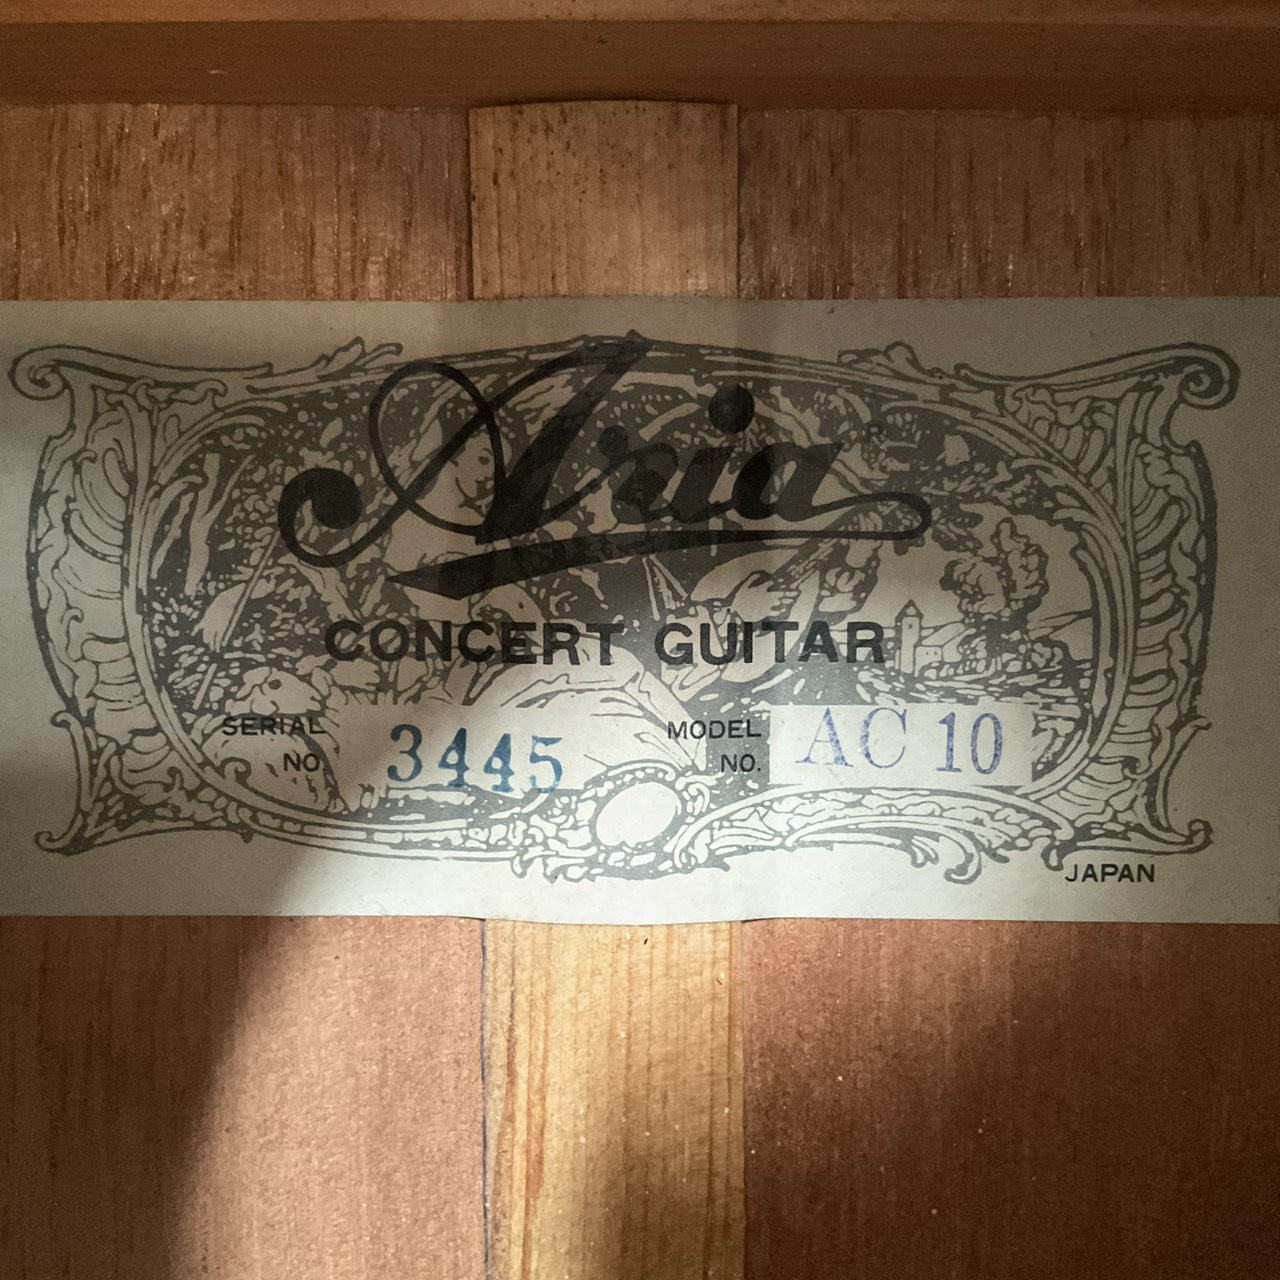 Aria
CONCERT GUITAR
SERIAL NO. 3445
MODEL NO. AC 10
JAPAN